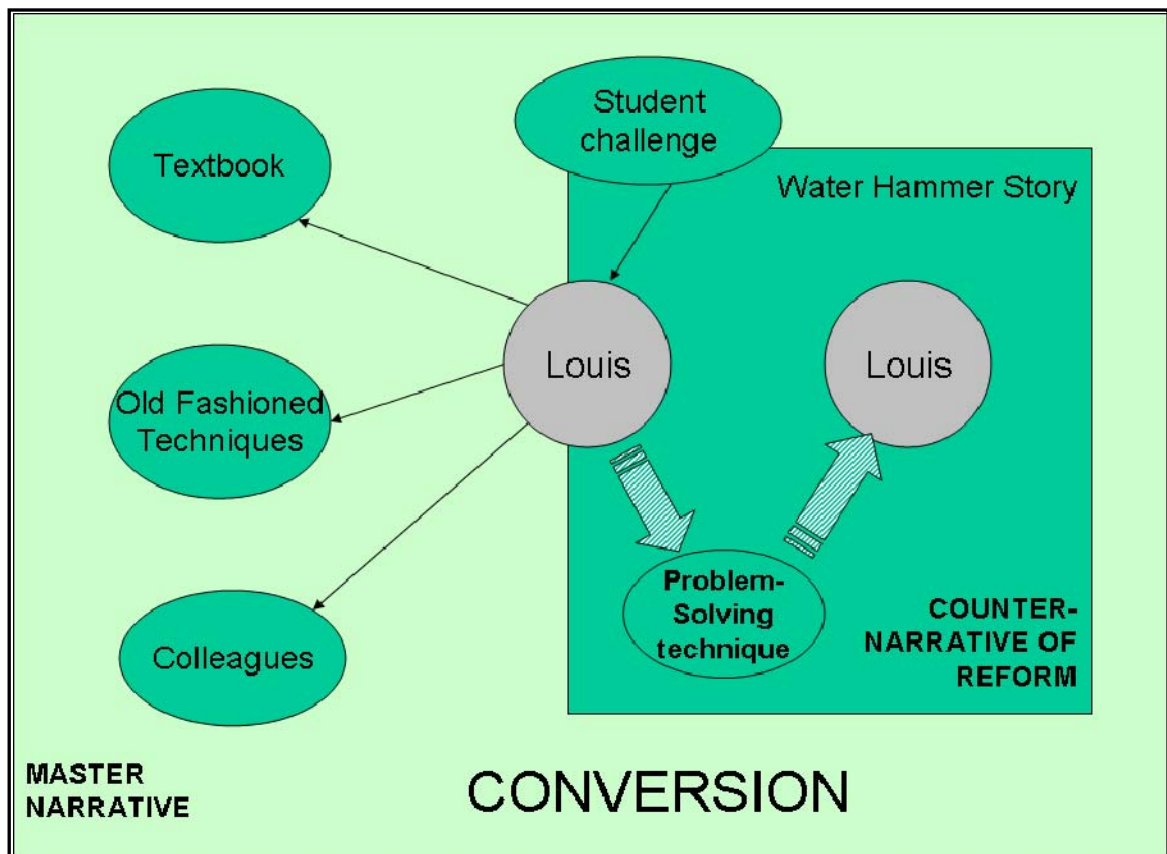 Student
challenge
Textbook
Water Hammer Story
Louis
Louis
Old Fashioned
Techniques
Problem-
Solving
technique
COUNTER-
NARRATIVE OF
REFORM
Colleagues
MASTER
NARRATIVE
CONVERSION